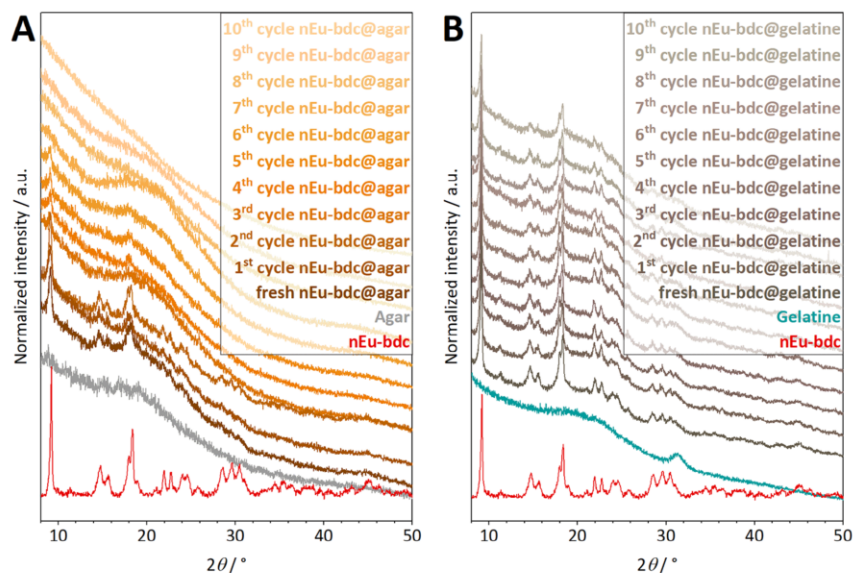 A
10th cycle nEu-bdc@agar
9th cycle nEu-bdc@agar
8th cycle nEu-bdc@agar
7th cycle nEu-bdc@agar
6th cycle nEu-bdc@agar
5th cycle nEu-bdc@agar
4th cycle nEu-bdc@agar
3rd cycle nEu-bdc@agar
2nd cycle nEu-bdc@agar
1st cycle nEu-bdc@agar
fresh nEu-bdc@agar
Agar
nEu-bdc
Normalized intensity / a.u.
10 20 30 40 50
2θ / °
B
10th cycle nEu-bdc@gelatine
9th cycle nEu-bdc@gelatine
8th cycle nEu-bdc@gelatine
7th cycle nEu-bdc@gelatine
6th cycle nEu-bdc@gelatine
5th cycle nEu-bdc@gelatine
4th cycle nEu-bdc@gelatine
3rd cycle nEu-bdc@gelatine
2nd cycle nEu-bdc@gelatine
1st cycle nEu-bdc@gelatine
fresh nEu-bdc@gelatine
Gelatine
nEu-bdc
Normalized intensity / a.u.
10 20 30 40 50
2θ / °